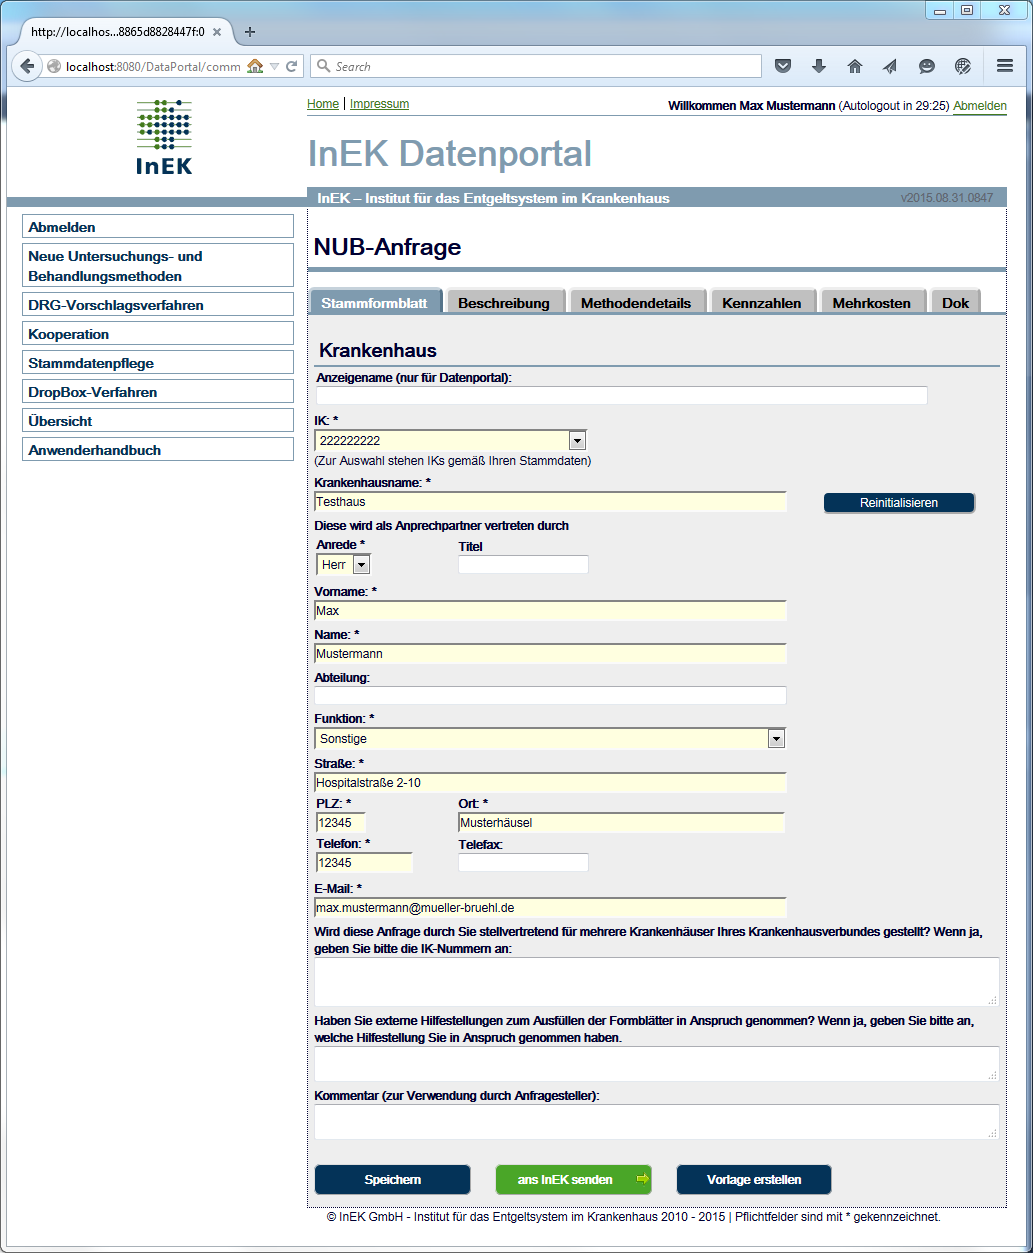 http://localhos...8865d8828447f:0
localhost:8080/DataPortal/comm
Search
Home | Impressum
Willkommen Max Mustermann (Autologout in 29:25) Abmelden
InEK
InEK Datenportal
InEK – Institut für das Entgeltsystem im Krankenhaus
v2015.08.31.0847
Abmelden
Neue Untersuchungs- und
Behandlungsmethoden
DRG-Vorschlagsverfahren
Kooperation
Stammdatenpflege
DropBox-Verfahren
Übersicht
Anwenderhandbuch
NUB-Anfrage
Stammformblatt Beschreibung Methodendetails Kennzahlen Mehrkosten Dok
Krankenhaus
Anzeigename (nur für Datenportal):
IK: *
222222222
(Zur Auswahl stehen IKs gemäß Ihren Stammdaten)
Krankenhausname: *
Testhaus
Reinitialisieren
Diese wird als Anprechpartner vertreten durch
Anrede * Titel
Herr
Vorname: *
Max
Name: *
Mustermann
Abteilung:
Funktion: *
Sonstige
Straße: *
Hospitalstraße 2-10
PLZ: * Ort: *
12345 Musterhäusel
Telefon: * Telefax:
12345
E-Mail: *
max.mustermann@mueller-bruehl.de
Wird diese Anfrage durch Sie stellvertretend für mehrere Krankenhäuser Ihres Krankenhausverbundes gestellt? Wenn ja,
geben Sie bitte die IK-Nummern an:
Haben Sie externe Hilfestellungen zum Ausfüllen der Formblätter in Anspruch genommen? Wenn ja, geben Sie bitte an,
welche Hilfestellung Sie in Anspruch genommen haben.
Kommentar (zur Verwendung durch Anfragesteller):
Speichern ans InEK senden Vorlage erstellen
© InEK GmbH - Institut für das Entgeltsystem im Krankenhaus 2010 - 2015 | Pflichtfelder sind mit * gekennzeichnet.